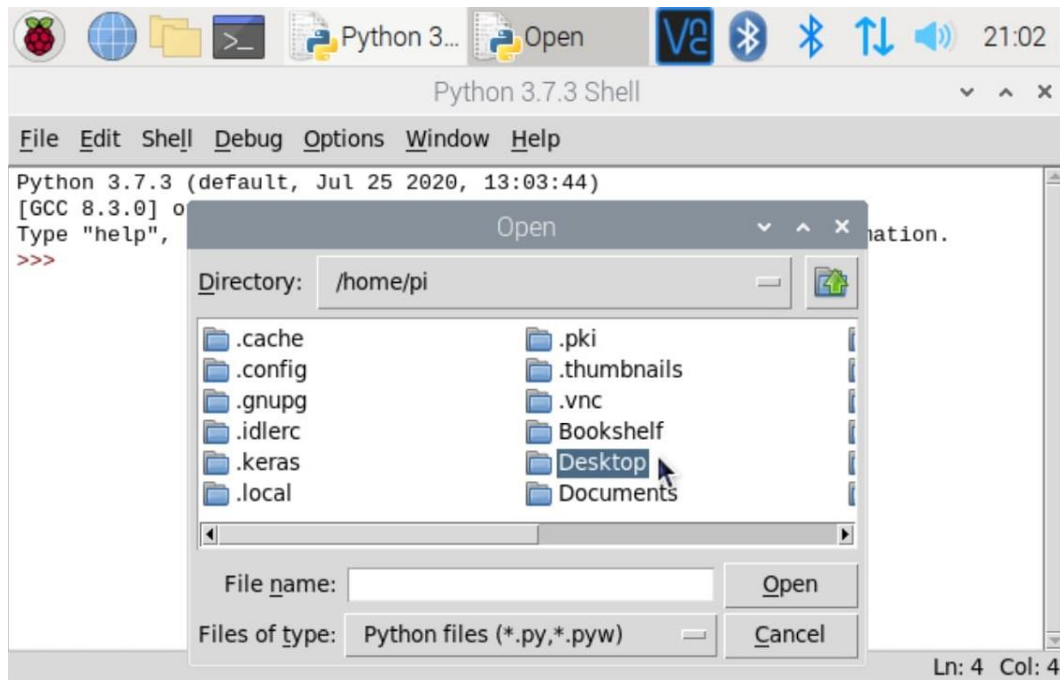 Python 3... Open V2 21:02
Python 3.7.3 Shell
File Edit Shell Debug Options Window Help
Python 3.7.3 (default, Jul 25 2020, 13:03:44)
[GCC 8.3.0] o
Type "help", mation.
>>>
Open
Directory: /home/pi
.cache .pki
.config .thumbnails
.gnupg .vnc
.idlerc Bookshelf
.keras Desktop
.local Documents
File name: Open
Files of type: Python files (*.py,*.pyw) Cancel
Ln: 4 Col: 4